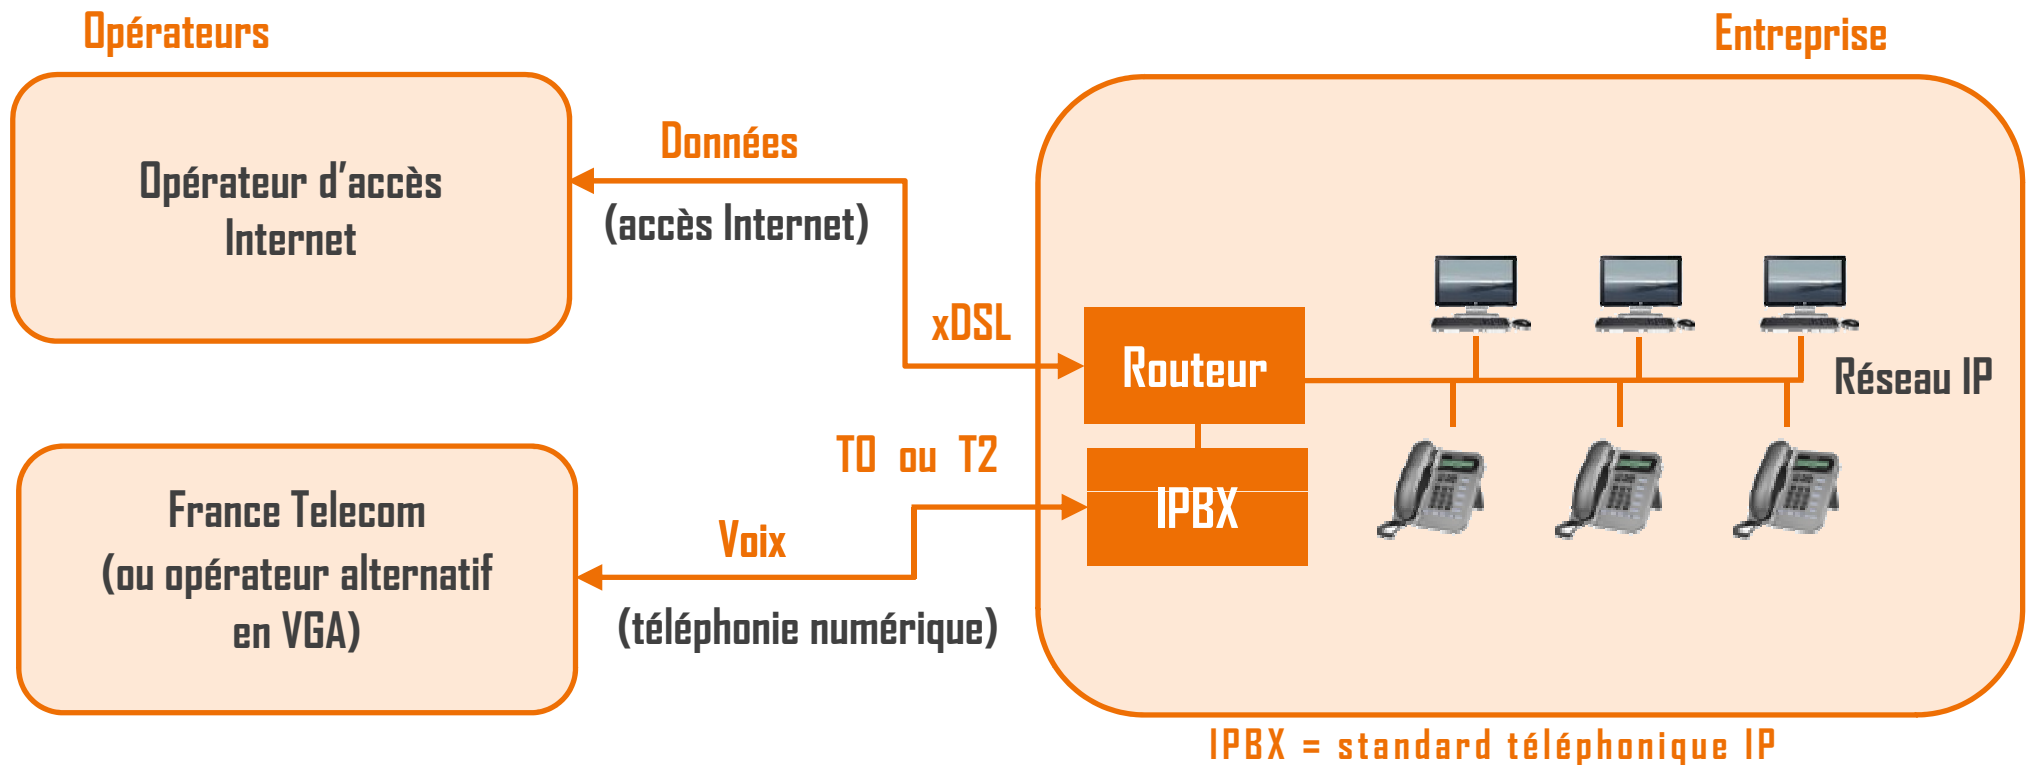 Opérateurs
Entreprise
Opérateur d'accès
Internet
Données
(accès Internet)
xDSL
Routeur
Réseau IP
T0 ou T2
IPBX
France Telecom
(ou opérateur alternatif
en VGA)
Voix
(téléphonie numérique)
IPBX = standard téléphonique IP